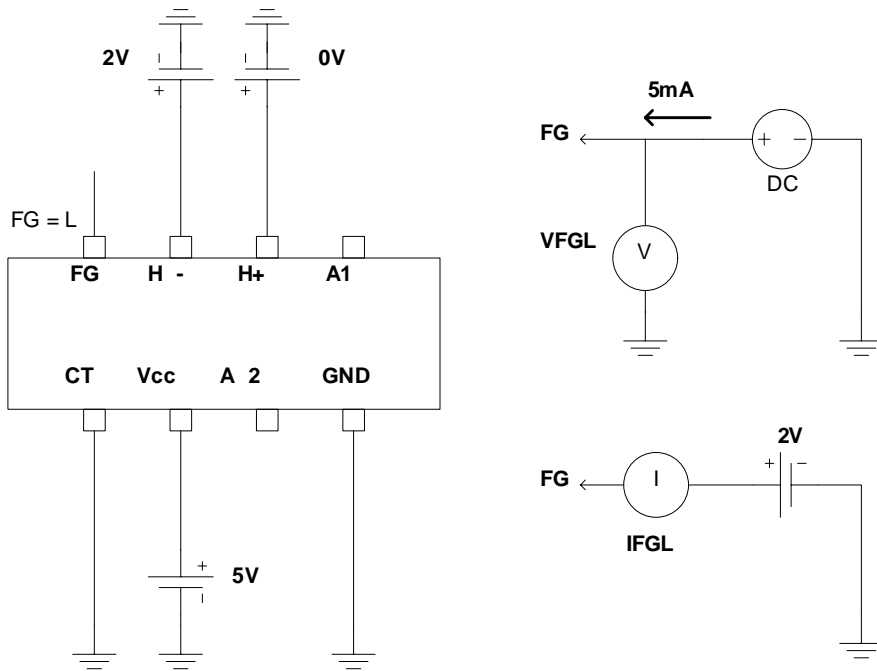 2V
0V
FG = L
FG
H -
H+
A1
CT
Vcc
A 2
GND
5V
5mA
FG
DC
VFGL
V
2V
FG
I
IFGL